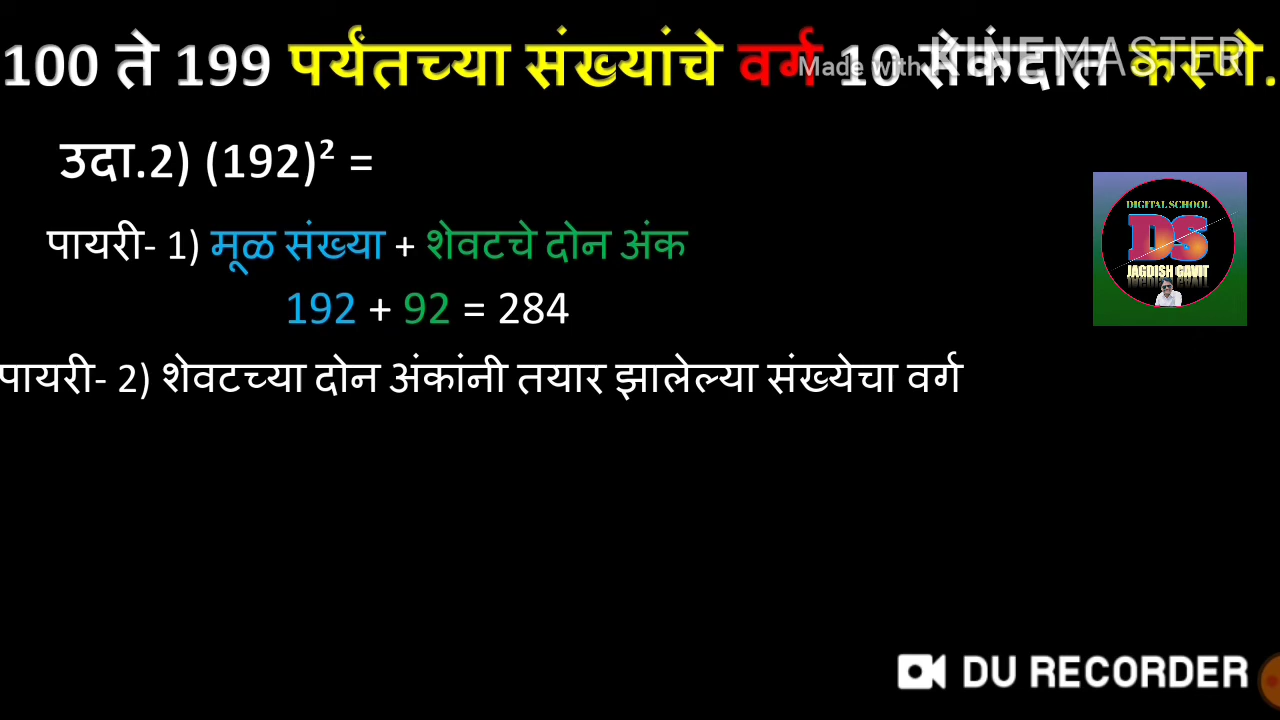 100 ते 199 पर्यंतच्या संख्यांचे वर्ग 10 सेकंदात करणे.
Made with KINEMASTER
उदा.2) (192)² =
DIGITAL SCHOOL
DS
JAGDISH GAVIT
पायरी- 1) मूळ संख्या + शेवटचे दोन अंक
192 + 92 = 284
पायरी- 2) शेवटच्या दोन अंकांनी तयार झालेल्या संख्येचा वर्ग
DU RECORDER